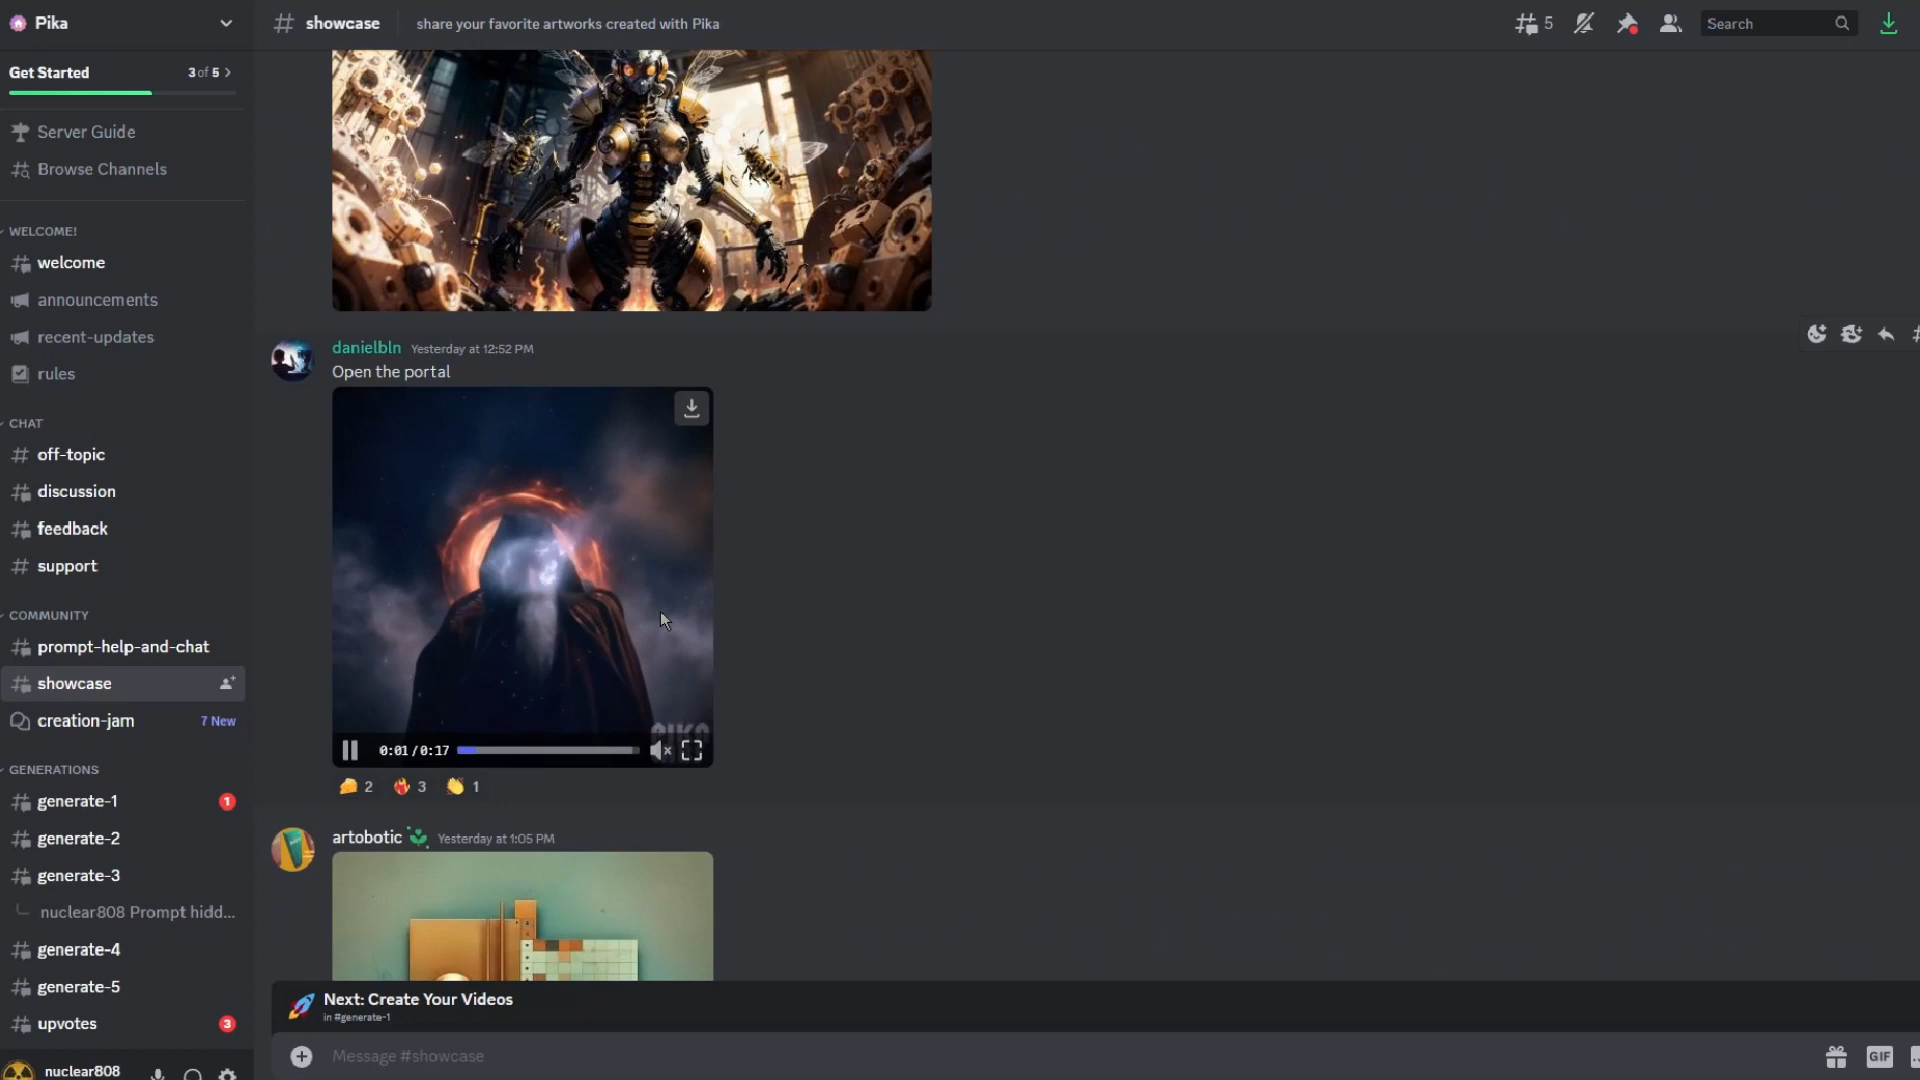 Pika
Get Started 3 of 5
Server Guide
Browse Channels
WELCOME!
welcome
announcements
recent-updates
rules
CHAT
off-topic
discussion
feedback
support
COMMUNITY
prompt-help-and-chat
showcase
creation-jam 7 New
GENERATIONS
generate-1 1
generate-2
generate-3
nuclear808 Prompt hidd...
generate-4
generate-5
upvotes 3
nuclear808
# showcase share your favorite artworks created with Pika
5
Search
danielbln Yesterday at 12:52 PM
Open the portal
PIKA
0:01 / 0:17
2 3 1
artobotic Yesterday at 1:05 PM
Next: Create Your Videos
in #generate-1
Message #showcase
GIF